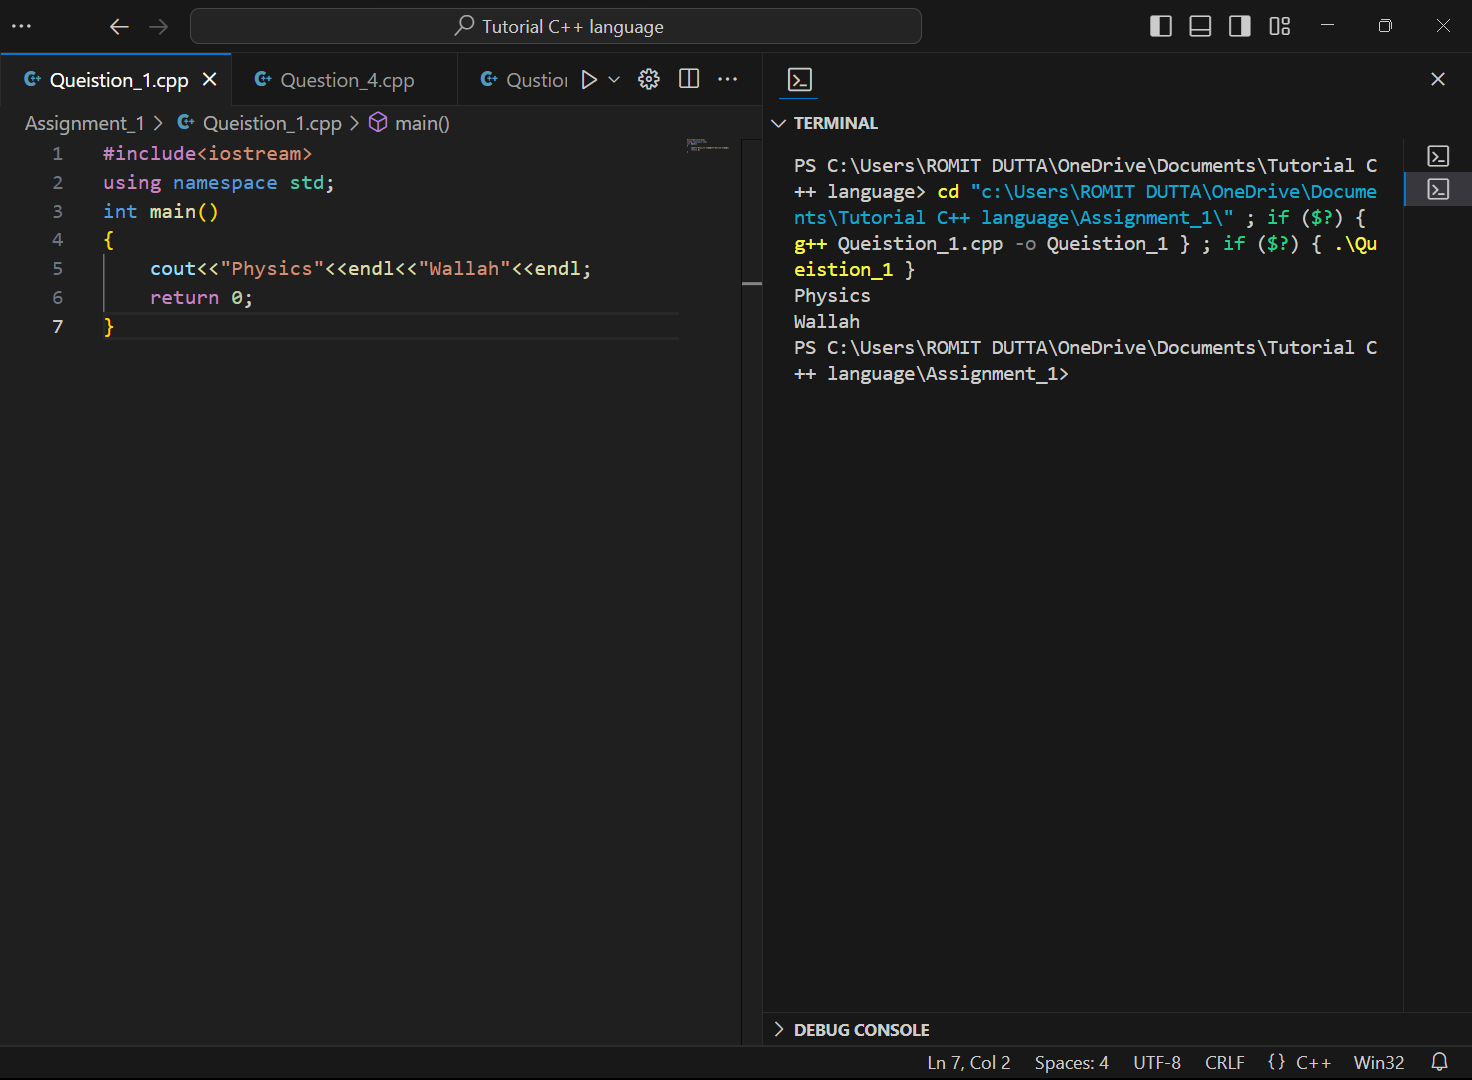 Tutorial C++ language
Queistion_1.cpp
Question_4.cpp
Qustior
Assignment_1 > Queistion_1.cpp > main()
1 #include<iostream>
2 using namespace std;
3 int main()
4 {
5 cout<<"Physics"<<endl<<"Wallah"<<endl;
6 return 0;
7 }
TERMINAL
PS C:\Users\ROMIT DUTTA\OneDrive\Documents\Tutorial C
++ language> cd "c:\Users\ROMIT DUTTA\OneDrive\Docume
nts\Tutorial C++ language\Assignment_1\" ; if ($?) {
g++ Queistion_1.cpp -o Queistion_1 } ; if ($?) { .\Qu
eistion_1 }
Physics
Wallah
PS C:\Users\ROMIT DUTTA\OneDrive\Documents\Tutorial C
++ language\Assignment_1>
DEBUG CONSOLE
Ln 7, Col 2 Spaces: 4 UTF-8 CRLF {} C++ Win32